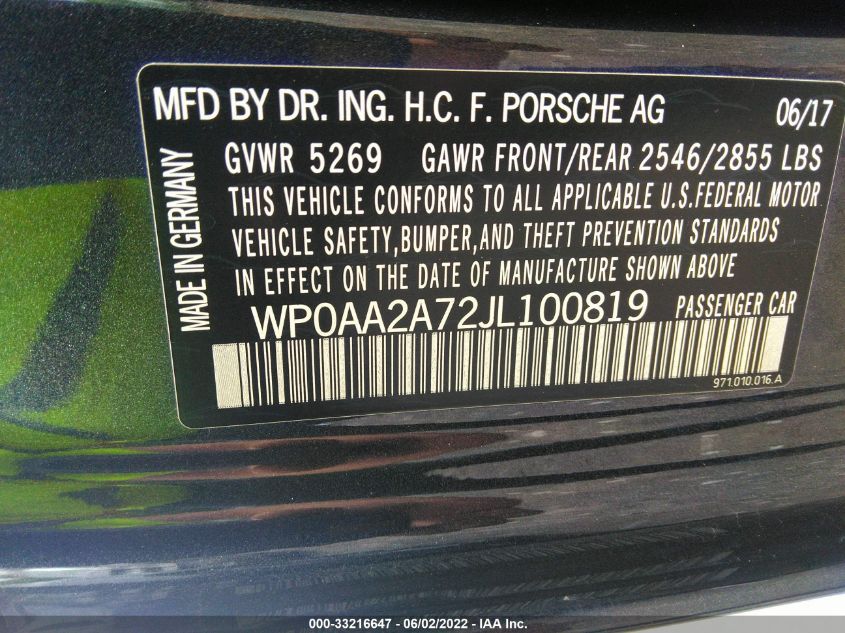 MFD BY DR. ING. H.C. F. PORSCHE AG 06/17
GVWR 5269 GAWR FRONT/REAR 2546/2855 LBS
THIS VEHICLE CONFORMS TO ALL APPLICABLE U.S.FEDERAL MOTOR
VEHICLE SAFETY,BUMPER,AND THEFT PREVENTION STANDARDS
IN EFFECT ON THE DATE OF MANUFACTURE SHOWN ABOVE
MADE IN GERMANY
WP0AA2A72JL100819 PASSENGER CAR
971.010.016.A
000-33216647 - 06/02/2022 - IAA Inc.